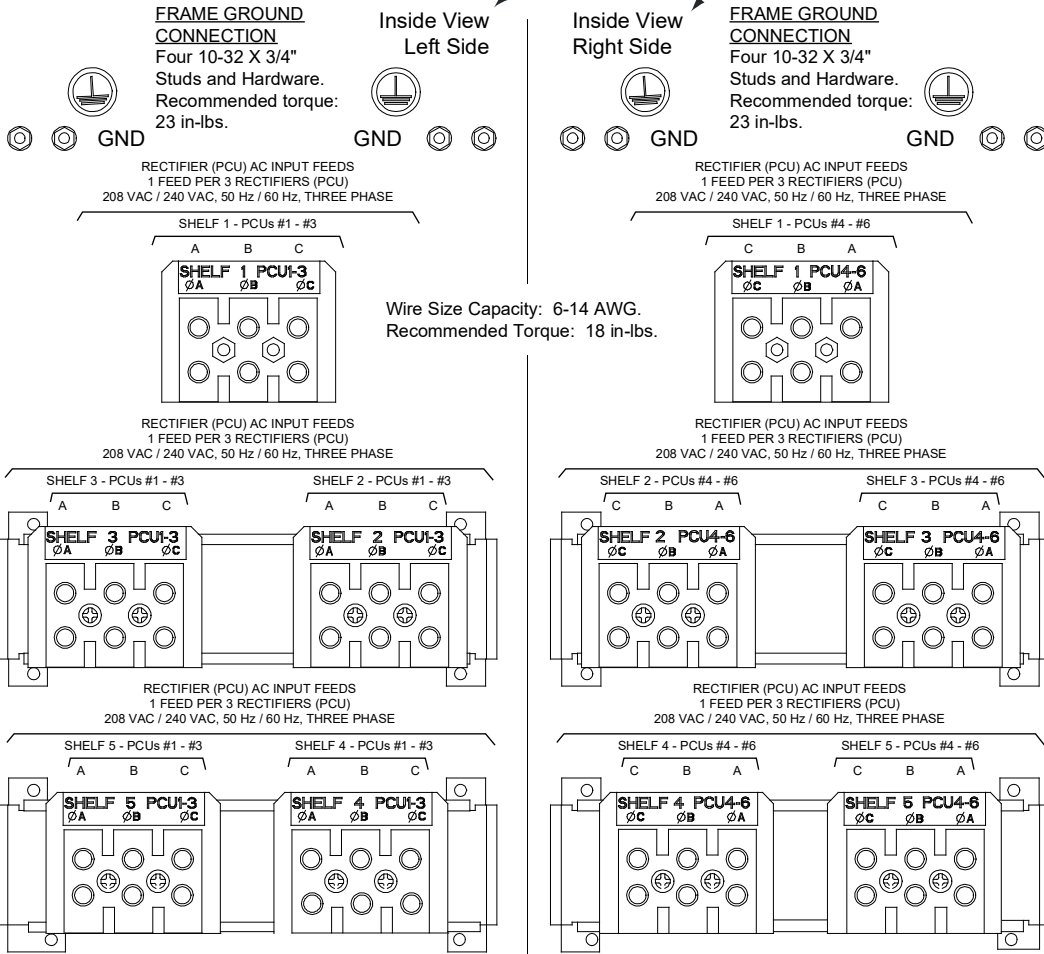 FRAME GROUND
CONNECTION
Four 10-32 X 3/4"
Studs and Hardware.
Recommended torque:
23 in-lbs.
Inside View
Left Side
GND
GND
RECTIFIER (PCU) AC INPUT FEEDS
1 FEED PER 3 RECTIFIERS (PCU)
208 VAC / 240 VAC, 50 Hz / 60 Hz, THREE PHASE
SHELF 1 - PCUs #1 - #3
A B C
SHELF 1 PCU1-3
ØA ØB ØC
Inside View
Right Side
FRAME GROUND
CONNECTION
Four 10-32 X 3/4"
Studs and Hardware.
Recommended torque:
23 in-lbs.
GND
GND
RECTIFIER (PCU) AC INPUT FEEDS
1 FEED PER 3 RECTIFIERS (PCU)
208 VAC / 240 VAC, 50 Hz / 60 Hz, THREE PHASE
SHELF 1 - PCUs #4 - #6
C B A
SHELF 1 PCU4-6
ØC ØB ØA
Wire Size Capacity: 6-14 AWG.
Recommended Torque: 18 in-lbs.
RECTIFIER (PCU) AC INPUT FEEDS
1 FEED PER 3 RECTIFIERS (PCU)
208 VAC / 240 VAC, 50 Hz / 60 Hz, THREE PHASE
SHELF 3 - PCUs #1 - #3
A B C
SHELF 3 PCU1-3
ØA ØB ØC
SHELF 2 - PCUs #1 - #3
A B C
SHELF 2 PCU1-3
ØA ØB ØC
RECTIFIER (PCU) AC INPUT FEEDS
1 FEED PER 3 RECTIFIERS (PCU)
208 VAC / 240 VAC, 50 Hz / 60 Hz, THREE PHASE
SHELF 2 - PCUs #4 - #6
C B A
SHELF 2 PCU4-6
ØC ØB ØA
SHELF 3 - PCUs #4 - #6
C B A
SHELF 3 PCU4-6
ØC ØB ØA
RECTIFIER (PCU) AC INPUT FEEDS
1 FEED PER 3 RECTIFIERS (PCU)
208 VAC / 240 VAC, 50 Hz / 60 Hz, THREE PHASE
SHELF 5 - PCUs #1 - #3
A B C
SHELF 5 PCU1-3
ØA ØB ØC
SHELF 4 - PCUs #1 - #3
A B C
SHELF 4 PCU1-3
ØA ØB ØC
RECTIFIER (PCU) AC INPUT FEEDS
1 FEED PER 3 RECTIFIERS (PCU)
208 VAC / 240 VAC, 50 Hz / 60 Hz, THREE PHASE
SHELF 4 - PCUs #4 - #6
C B A
SHELF 4 PCU4-6
ØC ØB ØA
SHELF 5 - PCUs #4 - #6
C B A
SHELF 5 PCU4-6
ØC ØB ØA